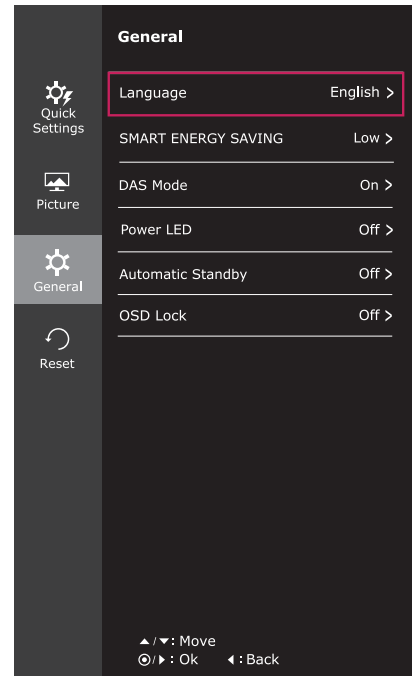 General
Quick
Settings
Picture
General
Reset
Language English >
SMART ENERGY SAVING Low >
DAS Mode On >
Power LED Off >
Automatic Standby Off >
OSD Lock Off >
▲/▼: Move
◉/▶ : Ok ◀ : Back